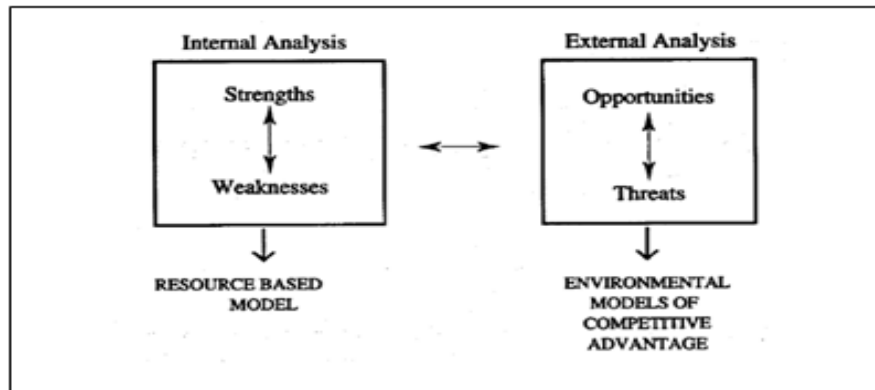 Internal Analysis
Strengths
Weaknesses
RESOURCE BASED
MODEL
External Analysis
Opportunities
Threats
ENVIRONMENTAL
MODELS OF
COMPETITIVE
ADVANTAGE